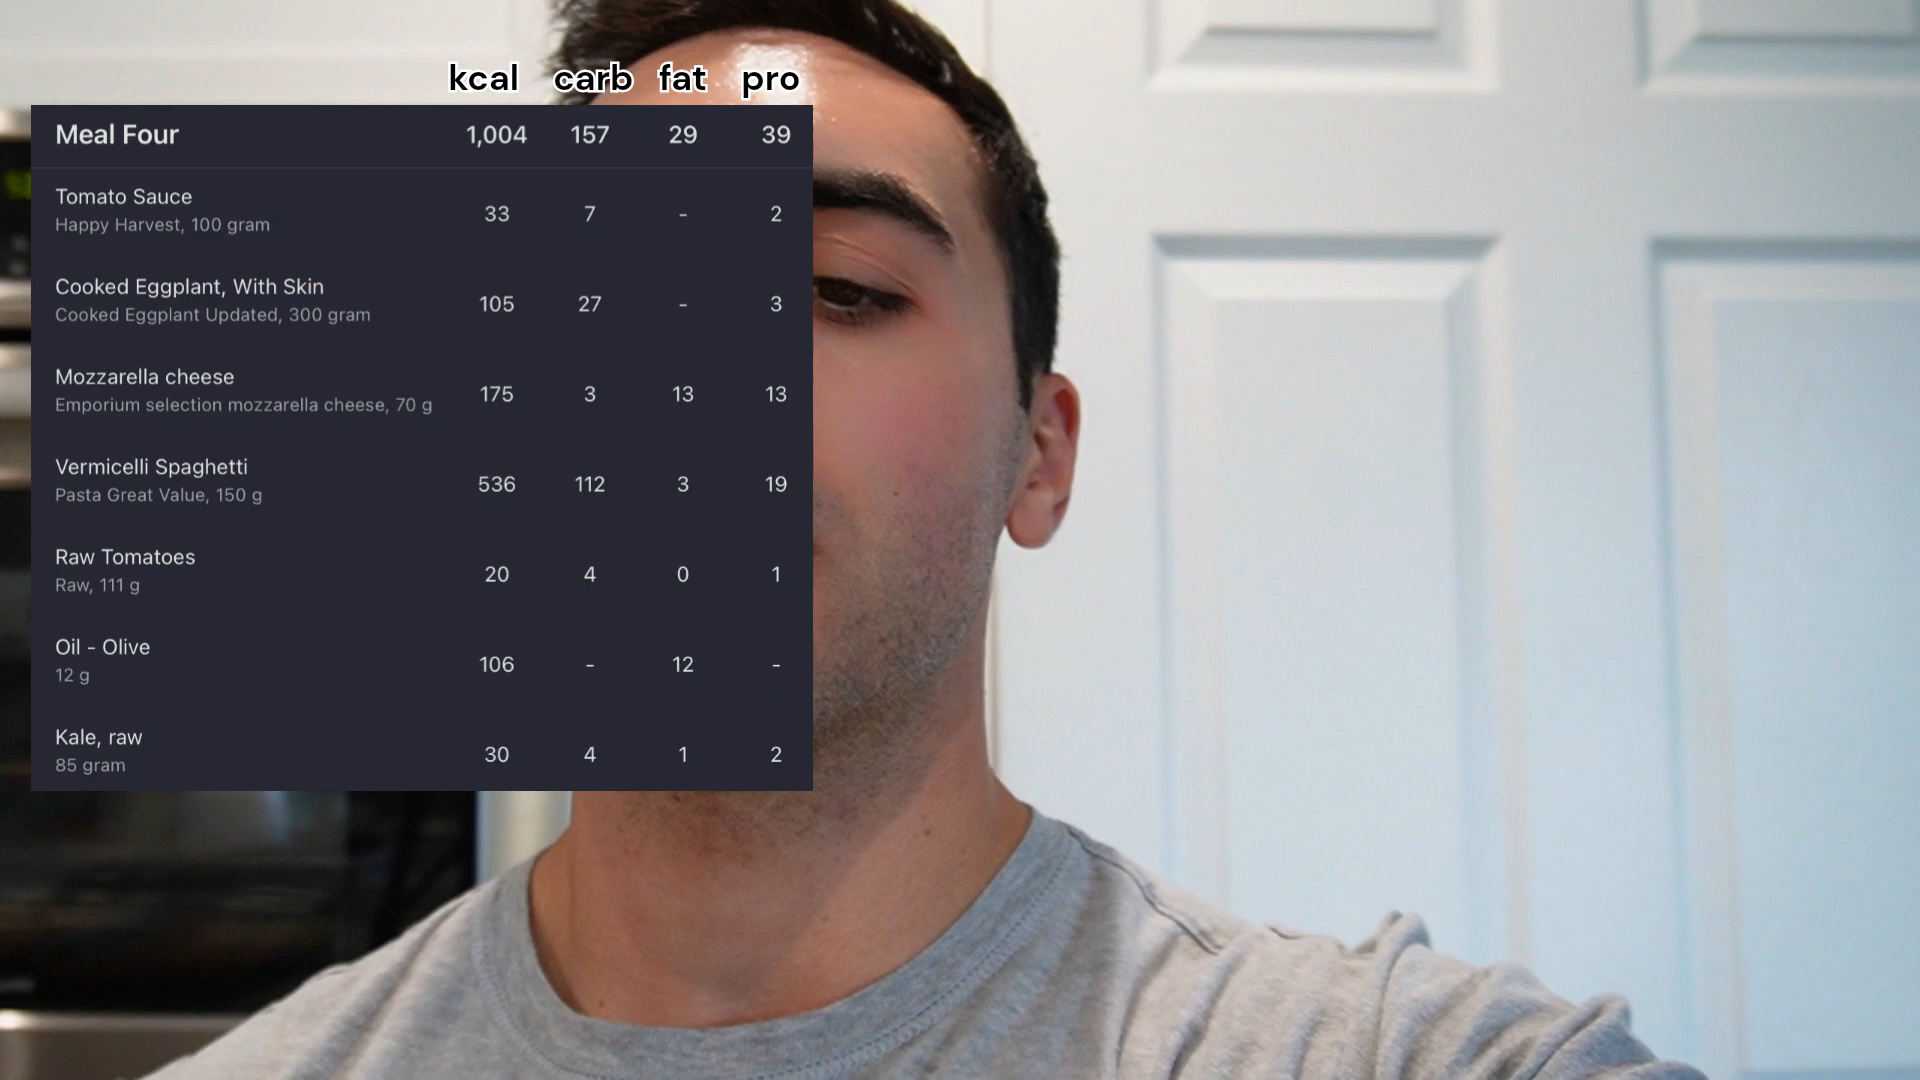 kcal carb fat pro
Meal Four 1,004 157 29 39
Tomato Sauce
Happy Harvest, 100 gram
33 7 - 2
Cooked Eggplant, With Skin
Cooked Eggplant Updated, 300 gram
105 27 - 3
Mozzarella cheese
Emporium selection mozzarella cheese, 70 g
175 3 13 13
Vermicelli Spaghetti
Pasta Great Value, 150 g
536 112 3 19
Raw Tomatoes
Raw, 111 g
20 4 0 1
Oil - Olive
12 g
106 - 12 -
Kale, raw
85 gram
30 4 1 2